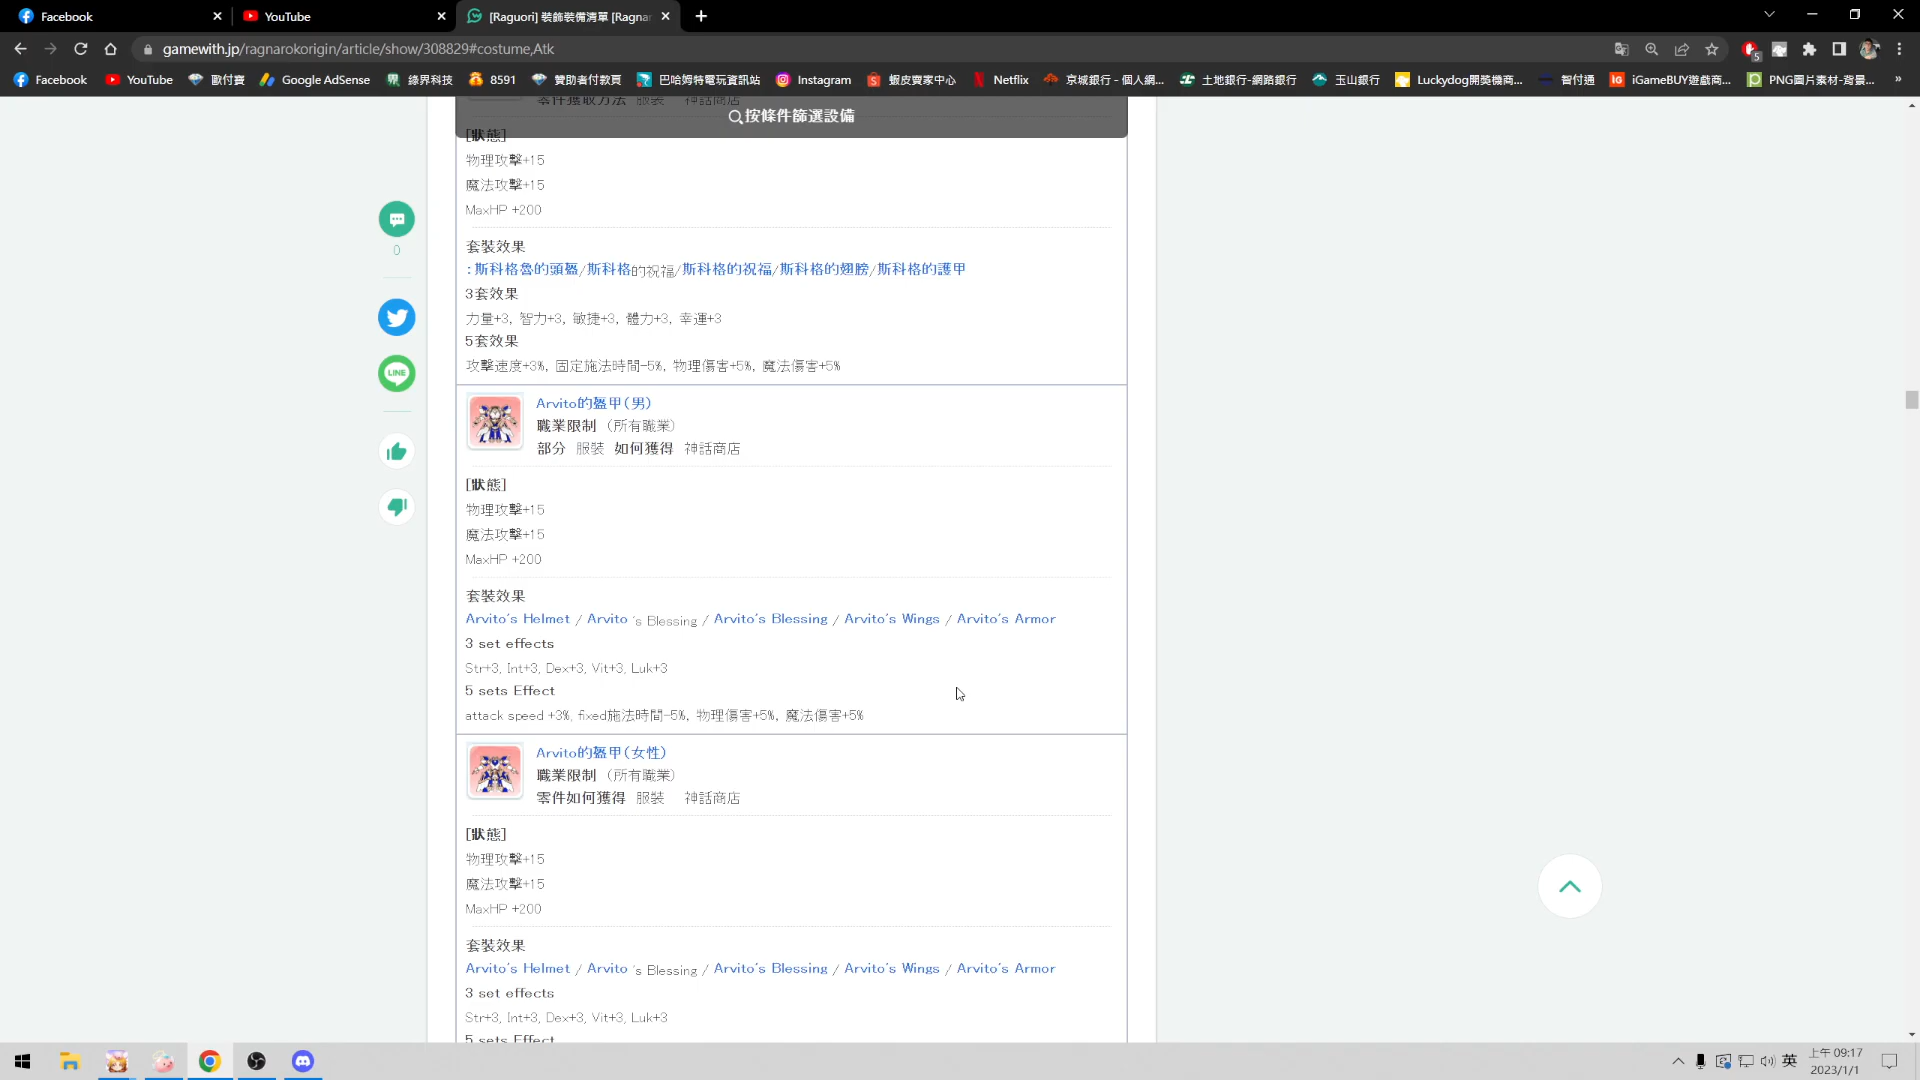 Facebook
YouTube
[Raguori] 裝飾裝備清單 [Ragnar
gamewith.jp/ragnarokorigin/article/show/308829#costume,Atk
5
Facebook
YouTube
歐付寶
Google AdSense
綠界科技
8591
贊助者付款頁
巴哈姆特電玩資訊站
Instagram
蝦皮賣家中心
Netflix
京城銀行 - 個人網...
土地銀行-網路銀行
玉山銀行
Luckydog開裝機商...
智付通
iGameBUY遊戲商...
PNG圖片素材-背景...
»
零件獲取方法 服裝 神話商店
按條件篩選設備
[狀態]
物理攻擊+15
魔法攻擊+15
MaxHP +200
0
套裝效果
:斯科格魯的頭盔/斯科格的祝福/斯科格的祝福/斯科格的翅膀/斯科格的護甲
3套效果
力量+3, 智力+3, 敏捷+3, 體力+3, 幸運+3
5套效果
攻擊速度+3%, 固定施法時間-5%, 物理傷害+5%, 魔法傷害+5%
LINE
Arvito的盔甲(男)
職業限制 (所有職業)
部分 服裝 如何獲得 神話商店
[狀態]
物理攻擊+15
魔法攻擊+15
MaxHP +200
套裝效果
Arvito's Helmet / Arvito 's Blessing / Arvito's Blessing / Arvito's Wings / Arvito's Armor
3 set effects
Str+3, Int+3, Dex+3, Vit+3, Luk+3
5 sets Effect
attack speed +3%, fixed施法時間-5%, 物理傷害+5%, 魔法傷害+5%
Arvito的盔甲(女性)
職業限制 (所有職業)
零件如何獲得 服裝 神話商店
[狀態]
物理攻擊+15
魔法攻擊+15
MaxHP +200
套裝效果
Arvito's Helmet / Arvito 's Blessing / Arvito's Blessing / Arvito's Wings / Arvito's Armor
3 set effects
Str+3, Int+3, Dex+3, Vit+3, Luk+3
5 sets Effect
英
上午 09:17
2023/1/1